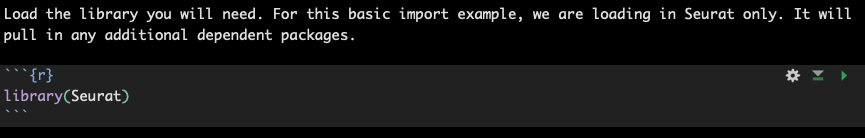 Load the library you will need. For this basic import example, we are loading in Seurat only. It will
pull in any additional dependent packages.
```{r}
library(Seurat)
```